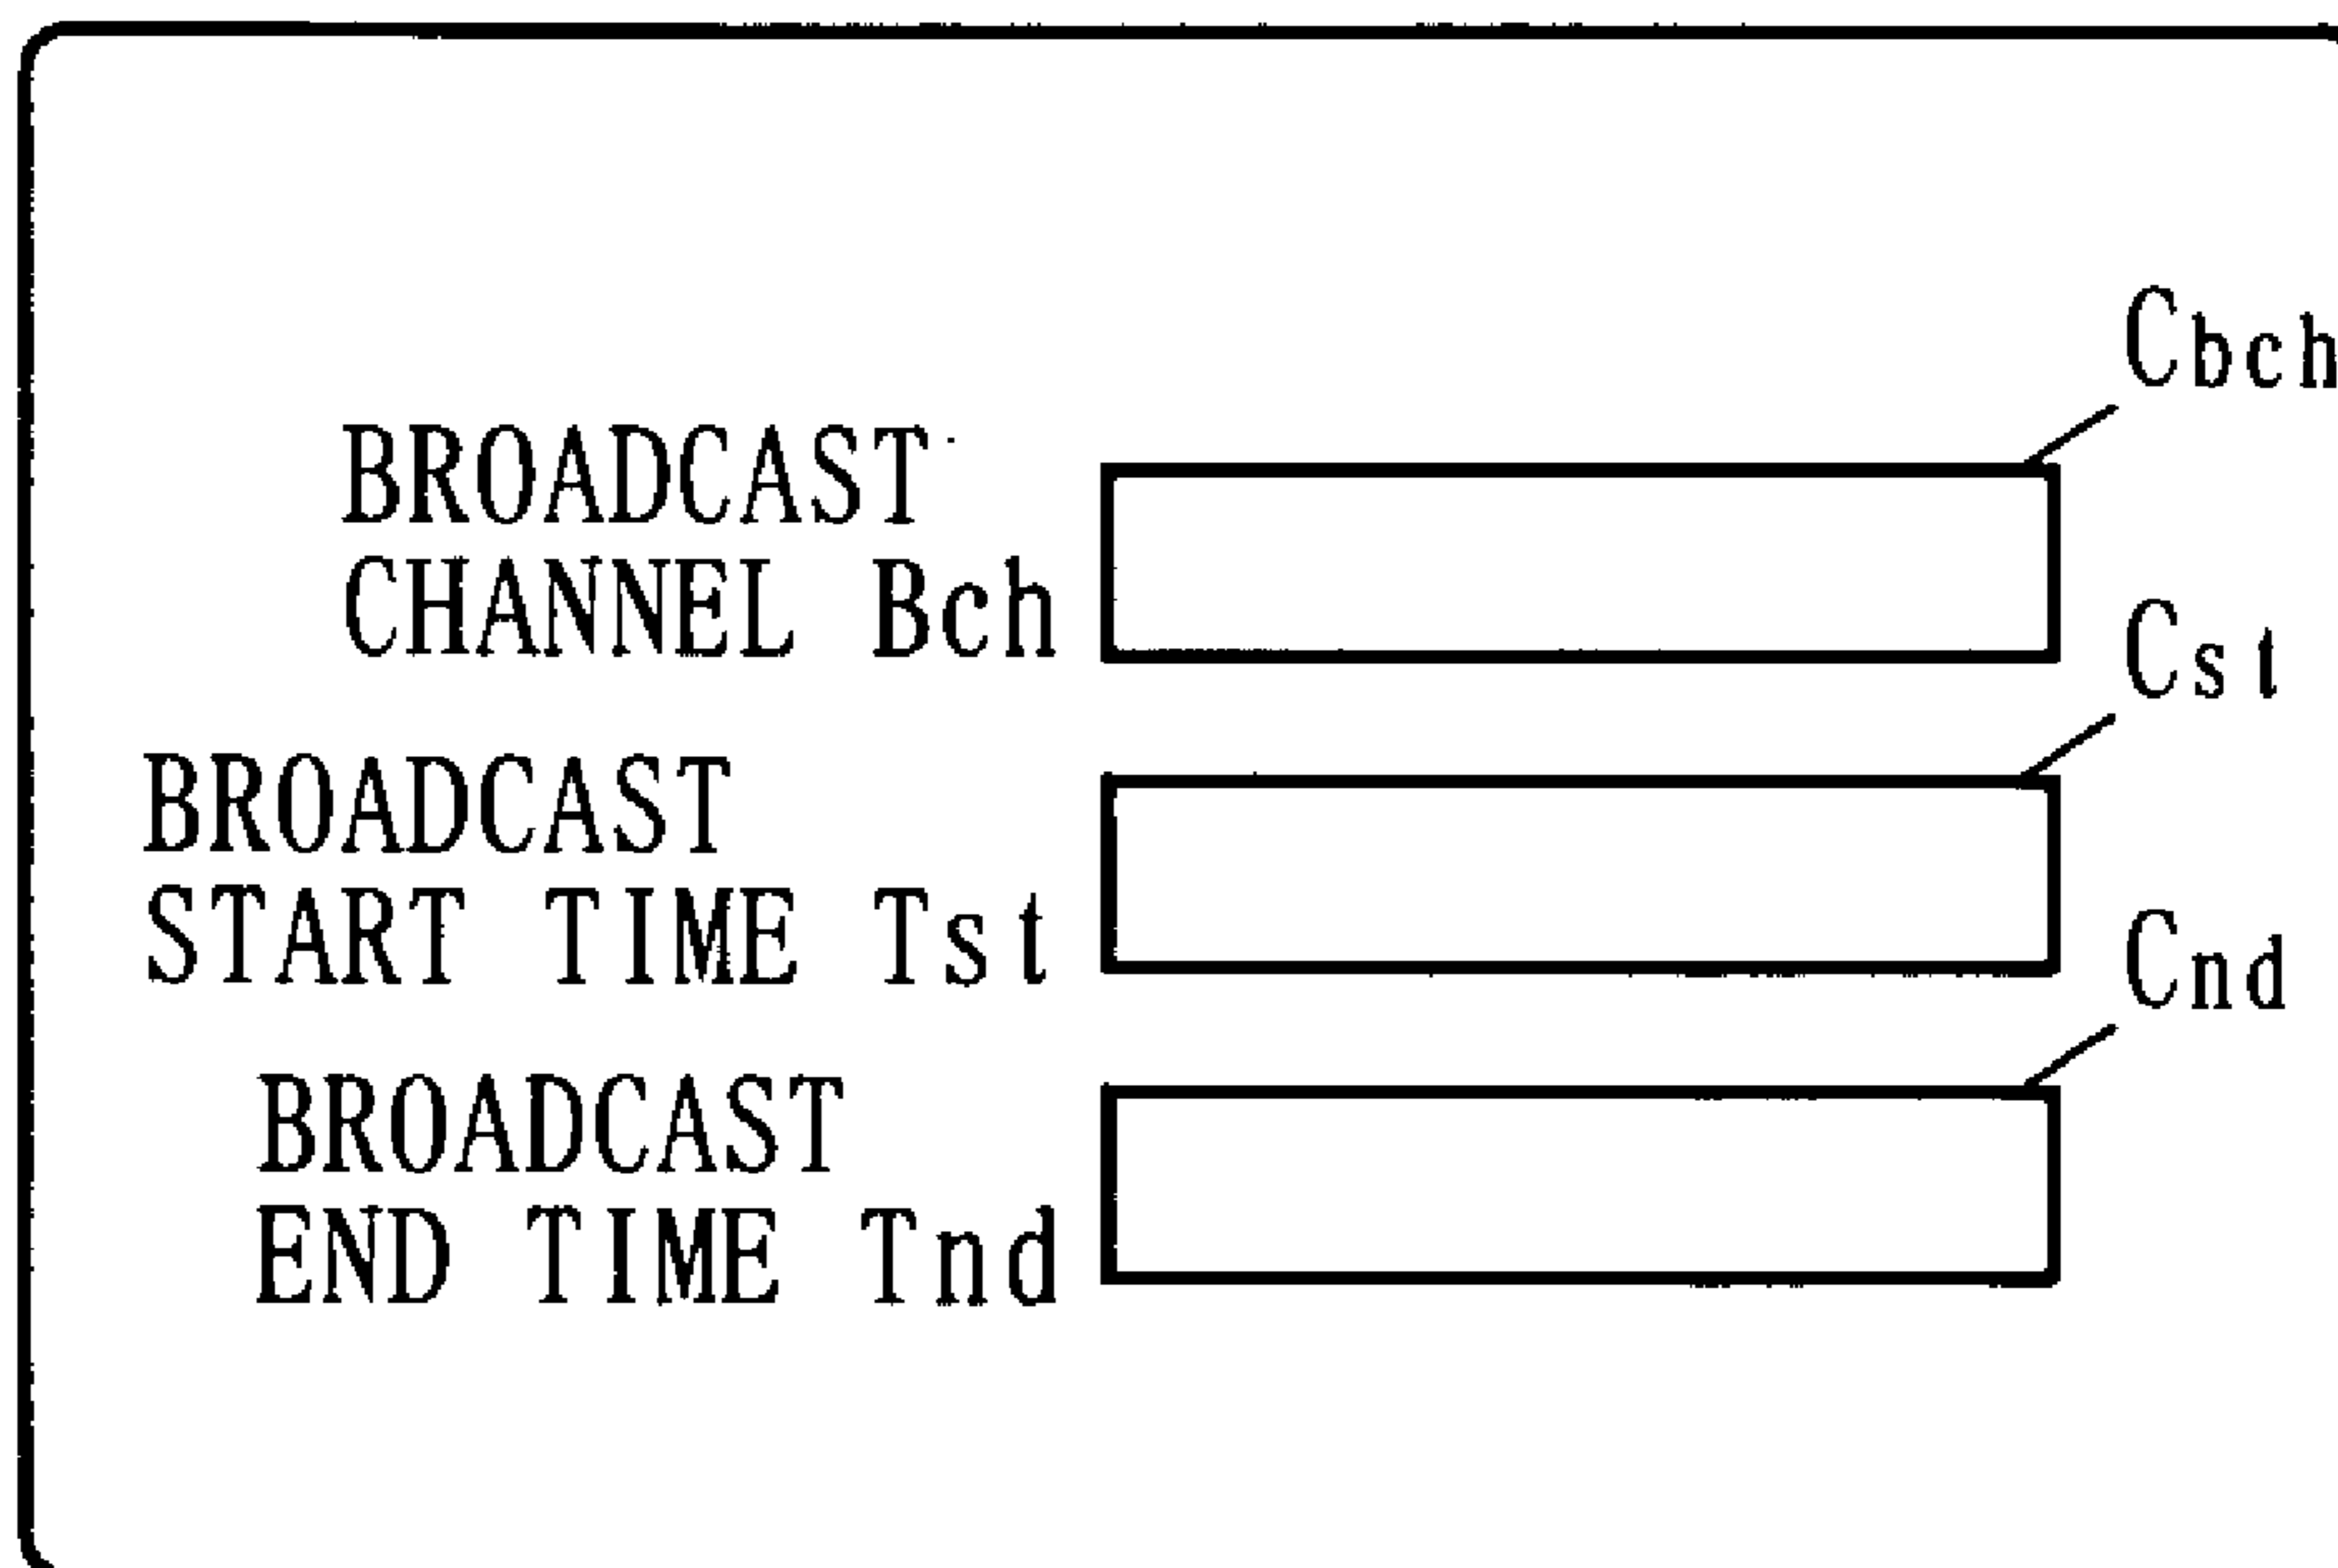 Cbch
BROADCAST
CHANNEL Bch
Cst
BROADCAST
START TIME Tst
Cnd
BROADCAST
END TIME Tnd